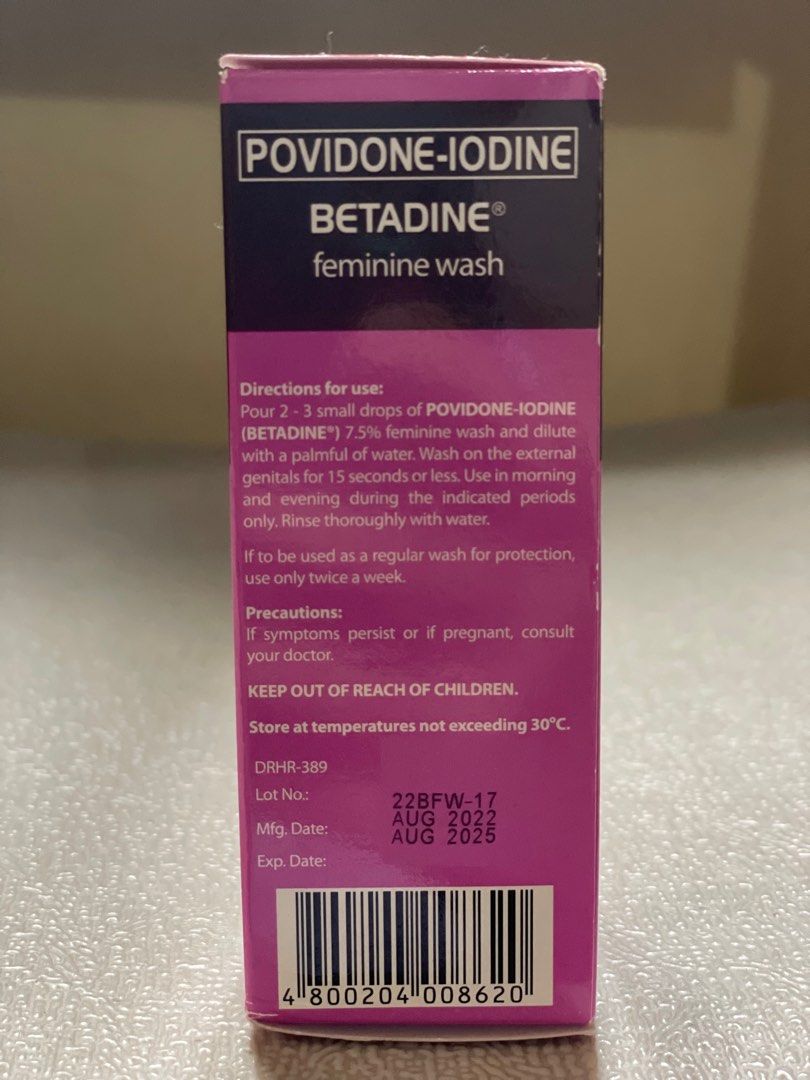 POVIDONE-IODINE
BETADINE®
feminine wash
Directions for use:
Pour 2 - 3 small drops of POVIDONE-IODINE
(BETADINE®) 7.5% feminine wash and dilute
with a palmful of water. Wash on the external
genitals for 15 seconds or less. Use in morning
and evening during the indicated periods
only. Rinse thoroughly with water.
If to be used as a regular wash for protection,
use only twice a week.
Precautions:
If symptoms persist or if pregnant, consult
your doctor.
KEEP OUT OF REACH OF CHILDREN.
Store at temperatures not exceeding 30°C.
DRHR-389
Lot No.: 22BFW-17
Mfg. Date: AUG 2022
Exp. Date: AUG 2025
4 800204 008620